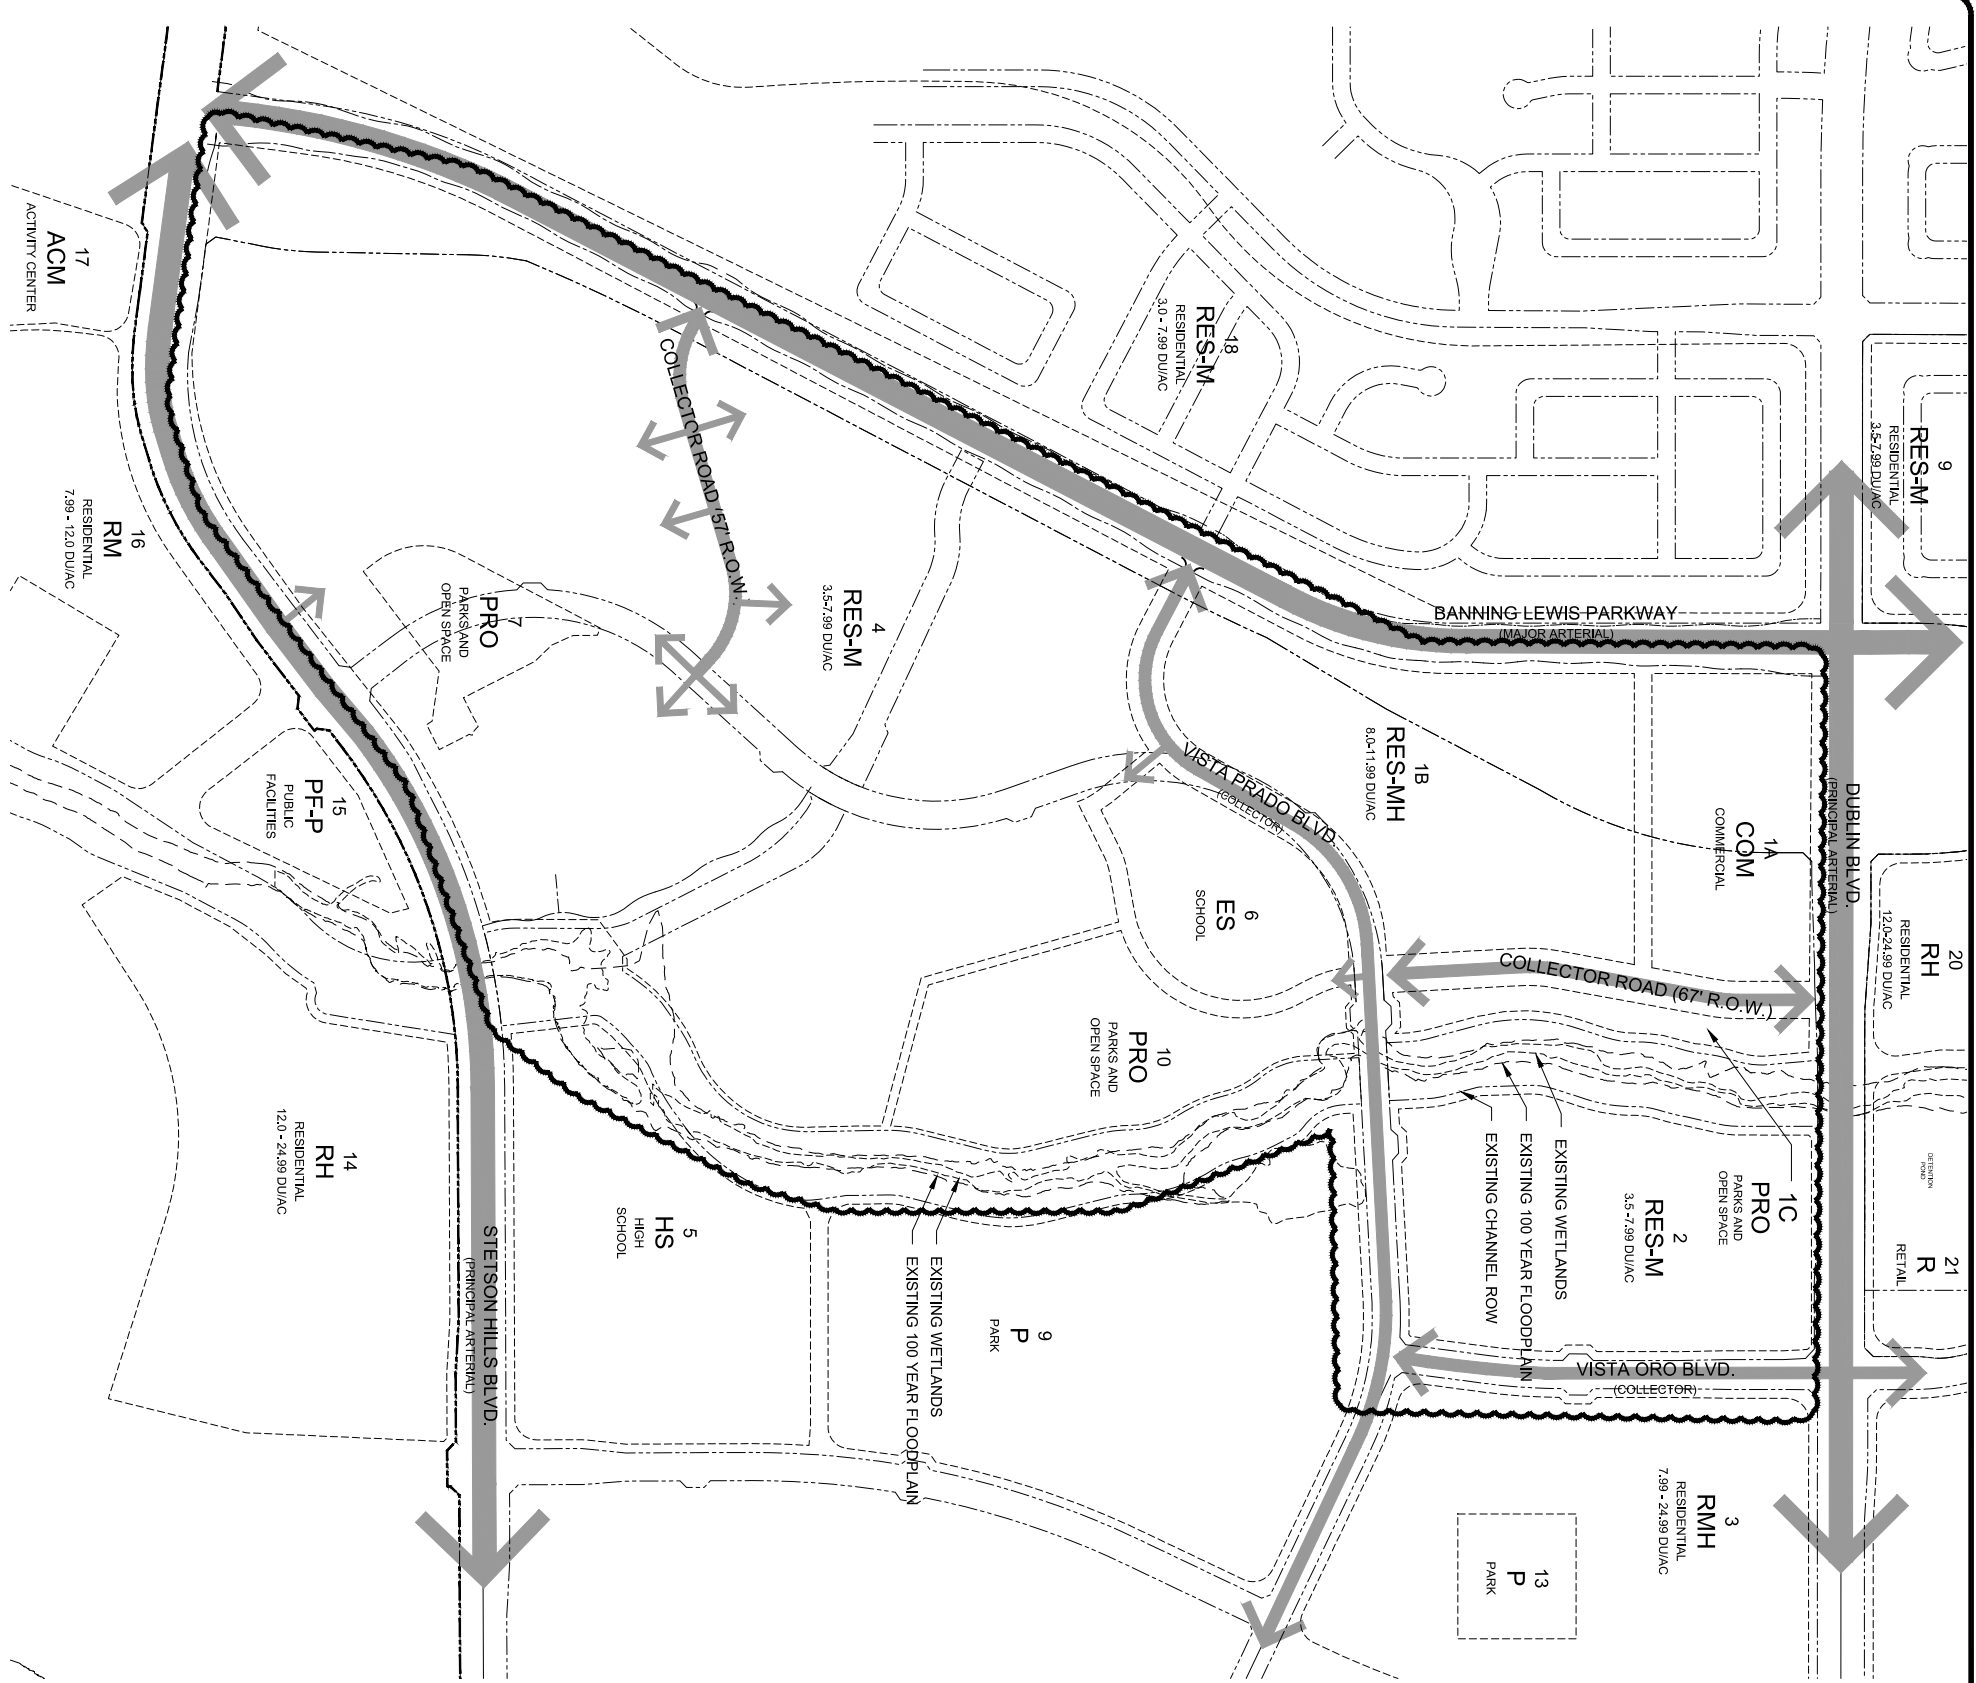 17
ACM
ACTIVITY CENTER
16
RM
RESIDENTIAL
7.99 - 12.0 DU/AC
15
PF-P
PUBLIC
FACILITIES
14
RH
RESIDENTIAL
12.0 - 24.99 DU/AC
7
PRO
PARKS AND
OPEN SPACE
COLLECTOR ROAD (57' R.O.W.)
4
RES-M
3.5-7.99 DU/AC
18
RES-M
RESIDENTIAL
3.0 - 7.99 DU/AC
9
RES-M
RESIDENTIAL
3.5-7.99 DU/AC
BANNING LEWIS PARKWAY
(MAJOR ARTERIAL)
1B
RES-MH
8.0-11.99 DU/AC
VISTA PRADO BLVD.
(COLLECTOR)
1A
COM
COMMERCIAL
DUBLIN BLVD.
(PRINCIPAL ARTERIAL)
20
RH
RESIDENTIAL
12.0-24.99 DU/AC
6
ES
SCHOOL
COLLECTOR ROAD (67' R.O.W.)
10
PRO
PARKS AND
OPEN SPACE
DETENTION
POND
1C
PRO
PARKS AND
OPEN SPACE
2
RES-M
3.5 -7.99 DU/AC
EXISTING WETLANDS
EXISTING 100 YEAR FLOODPLAIN
EXISTING CHANNEL ROW
21
R
RETAIL
5
HS
HIGH
SCHOOL
EXISTING WETLANDS
EXISTING 100 YEAR FLOODPLAIN
9
P
PARK
STETSON HILLS BLVD.
(PRINCIPAL ARTERIAL)
VISTA ORO BLVD.
(COLLECTOR)
3
RMH
RESIDENTIAL
7.99 - 24.99 DU/AC
13
P
PARK